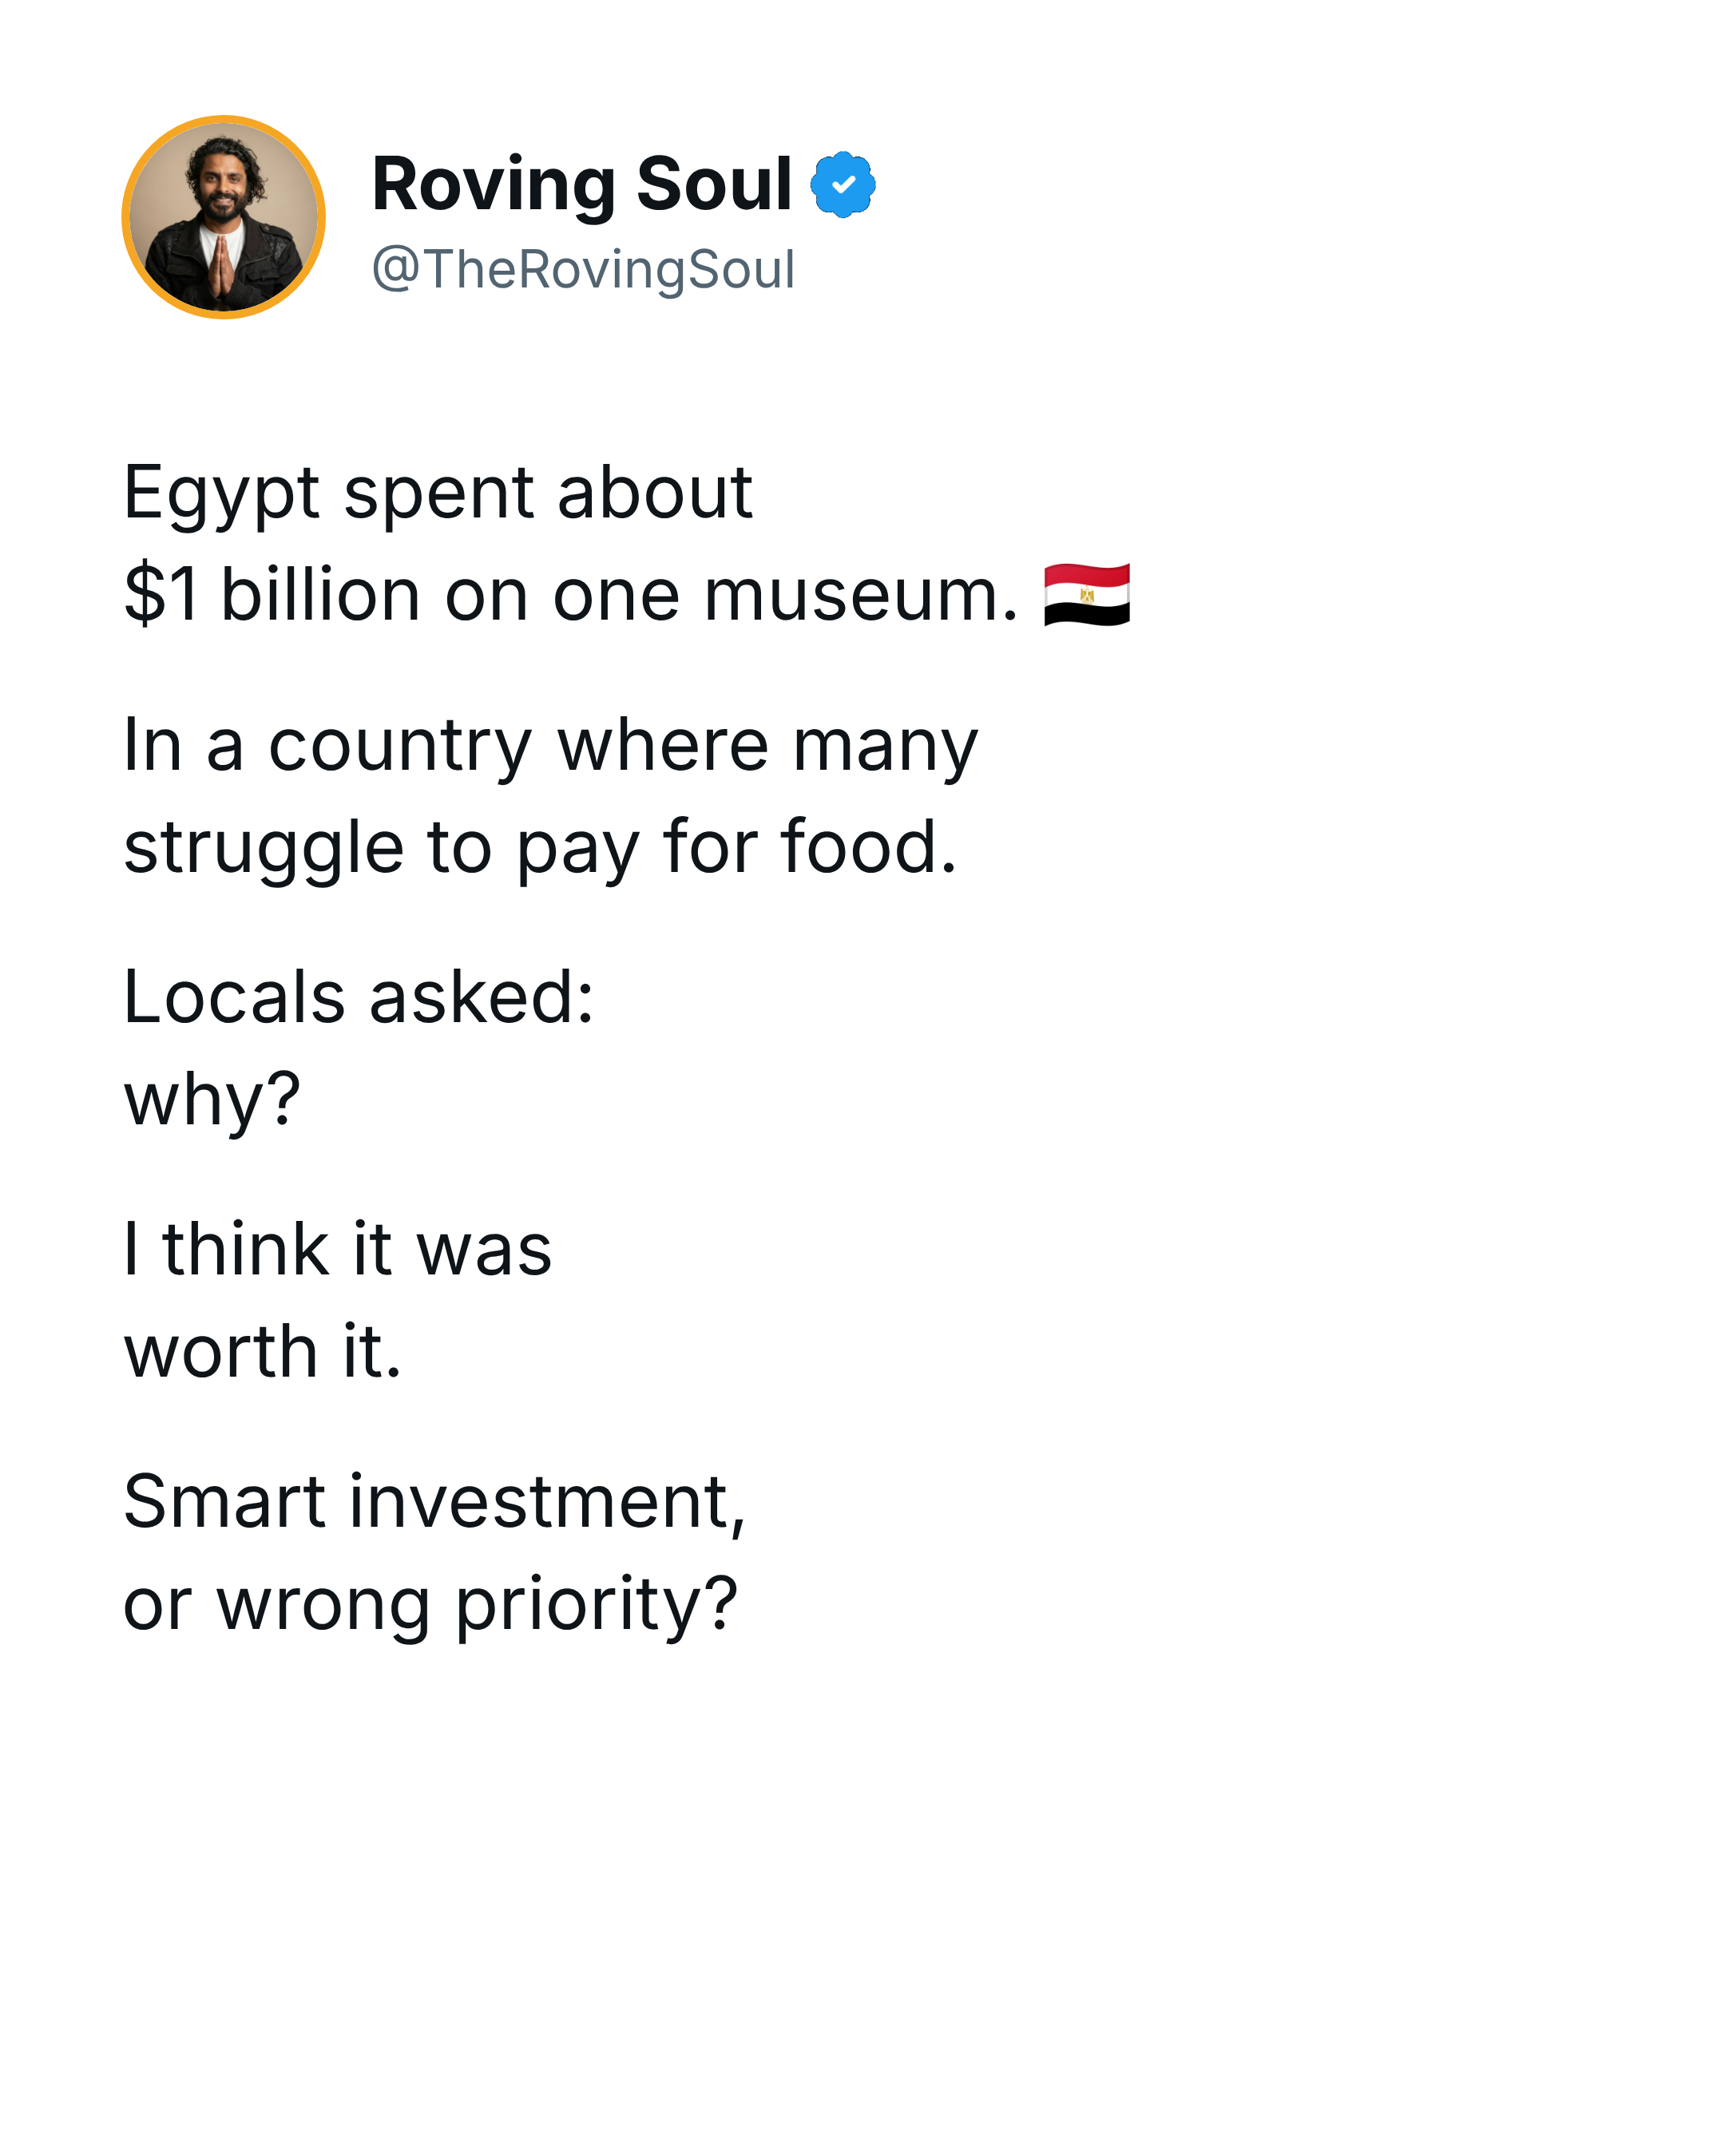 Roving Soul
@TheRovingSoul
Egypt spent about
$1 billion on one museum. 🇪🇬
In a country where many
struggle to pay for food.
Locals asked:
why?
I think it was
worth it.
Smart investment,
or wrong priority?